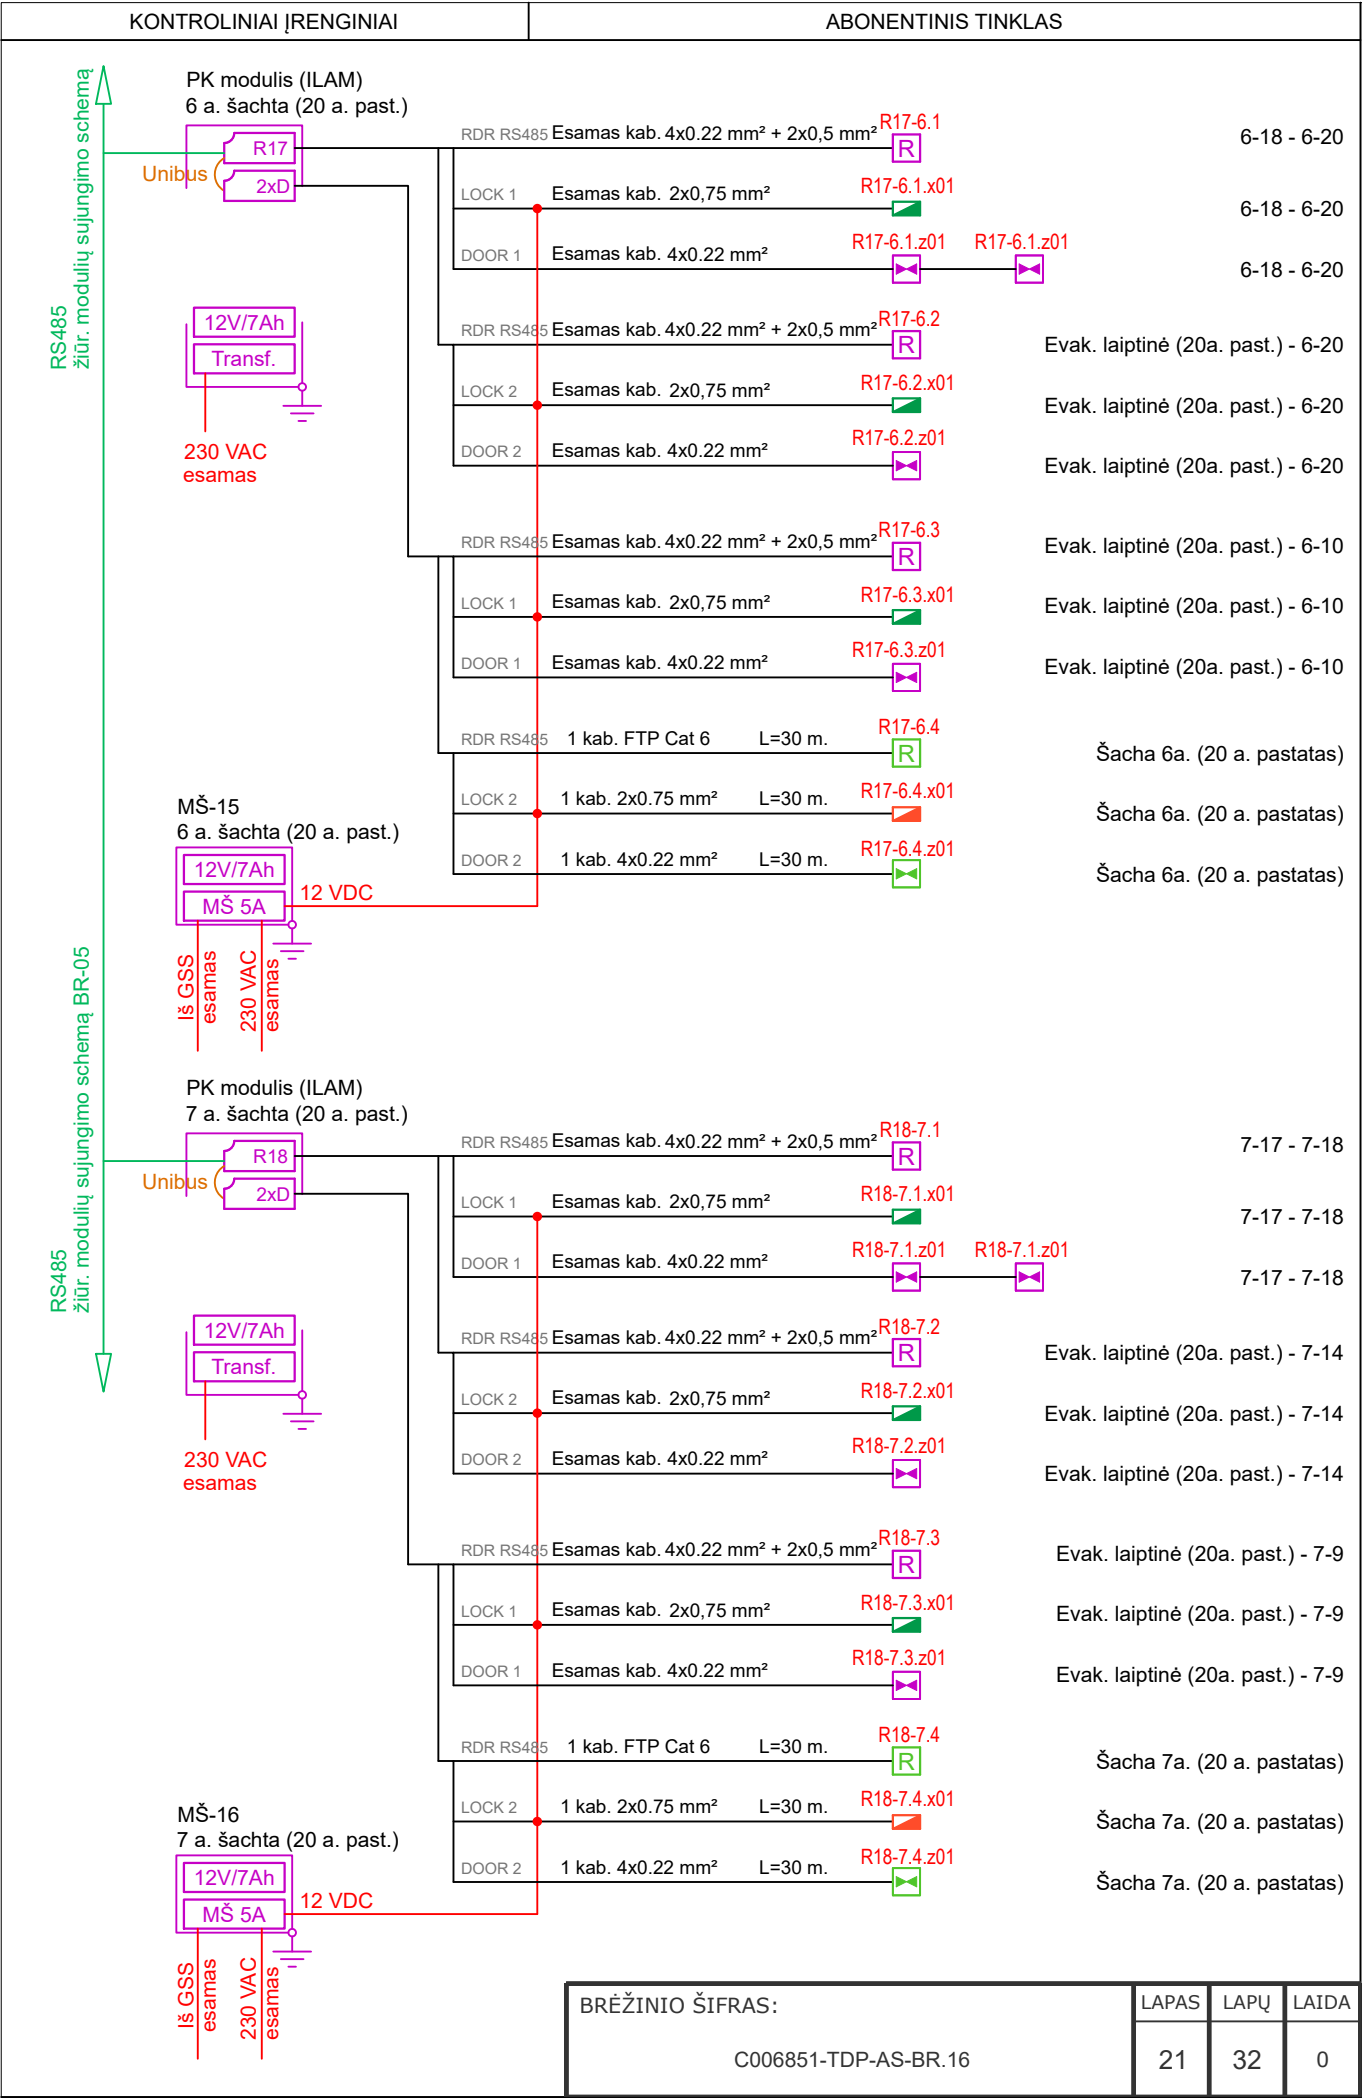 KONTROLINIAI ĮRENGINIAI
ABONENTINIS TINKLAS
RS485
žiūr. modulių sujungimo schemą
PK modulis (ILAM)
6 a. šachta (20 a. past.)
R17
Unibus
2xD
12V/7Ah
Transf.
230 VAC
esamas
RDR RS485 Esamas kab. 4x0.22 mm² + 2x0,5 mm² R17-6.1
R
6-18 - 6-20
LOCK 1 Esamas kab. 2x0,75 mm² R17-6.1.x01
6-18 - 6-20
DOOR 1 Esamas kab. 4x0.22 mm² R17-6.1.z01 R17-6.1.z01
6-18 - 6-20
RDR RS485 Esamas kab. 4x0.22 mm² + 2x0,5 mm² R17-6.2
R
Evak. laiptinė (20a. past.) - 6-20
LOCK 2 Esamas kab. 2x0,75 mm² R17-6.2.x01
Evak. laiptinė (20a. past.) - 6-20
DOOR 2 Esamas kab. 4x0.22 mm² R17-6.2.z01
Evak. laiptinė (20a. past.) - 6-20
RDR RS485 Esamas kab. 4x0.22 mm² + 2x0,5 mm² R17-6.3
R
Evak. laiptinė (20a. past.) - 6-10
LOCK 1 Esamas kab. 2x0,75 mm² R17-6.3.x01
Evak. laiptinė (20a. past.) - 6-10
DOOR 1 Esamas kab. 4x0.22 mm² R17-6.3.z01
Evak. laiptinė (20a. past.) - 6-10
RDR RS485 1 kab. FTP Cat 6 L=30 m. R17-6.4
R
Šacha 6a. (20 a. pastatas)
LOCK 2 1 kab. 2x0.75 mm² L=30 m. R17-6.4.x01
Šacha 6a. (20 a. pastatas)
DOOR 2 1 kab. 4x0.22 mm² L=30 m. R17-6.4.z01
Šacha 6a. (20 a. pastatas)
MŠ-15
6 a. šachta (20 a. past.)
12V/7Ah
MŠ 5A
12 VDC
Iš GSS
esamas
230 VAC
esamas
RS485
žiūr. modulių sujungimo schemą BR-05
PK modulis (ILAM)
7 a. šachta (20 a. past.)
R18
Unibus
2xD
12V/7Ah
Transf.
230 VAC
esamas
RDR RS485 Esamas kab. 4x0.22 mm² + 2x0,5 mm² R18-7.1
R
7-17 - 7-18
LOCK 1 Esamas kab. 2x0,75 mm² R18-7.1.x01
7-17 - 7-18
DOOR 1 Esamas kab. 4x0.22 mm² R18-7.1.z01 R18-7.1.z01
7-17 - 7-18
RDR RS485 Esamas kab. 4x0.22 mm² + 2x0,5 mm² R18-7.2
R
Evak. laiptinė (20a. past.) - 7-14
LOCK 2 Esamas kab. 2x0,75 mm² R18-7.2.x01
Evak. laiptinė (20a. past.) - 7-14
DOOR 2 Esamas kab. 4x0.22 mm² R18-7.2.z01
Evak. laiptinė (20a. past.) - 7-14
RDR RS485 Esamas kab. 4x0.22 mm² + 2x0,5 mm² R18-7.3
R
Evak. laiptinė (20a. past.) - 7-9
LOCK 1 Esamas kab. 2x0,75 mm² R18-7.3.x01
Evak. laiptinė (20a. past.) - 7-9
DOOR 1 Esamas kab. 4x0.22 mm² R18-7.3.z01
Evak. laiptinė (20a. past.) - 7-9
RDR RS485 1 kab. FTP Cat 6 L=30 m. R18-7.4
R
Šacha 7a. (20 a. pastatas)
LOCK 2 1 kab. 2x0.75 mm² L=30 m. R18-7.4.x01
Šacha 7a. (20 a. pastatas)
DOOR 2 1 kab. 4x0.22 mm² L=30 m. R18-7.4.z01
Šacha 7a. (20 a. pastatas)
MŠ-16
7 a. šachta (20 a. past.)
12V/7Ah
MŠ 5A
12 VDC
Iš GSS
esamas
230 VAC
esamas
BRĖŽINIO ŠIFRAS:
C006851-TDP-AS-BR.16
LAPAS LAPŲ LAIDA
21 32 0